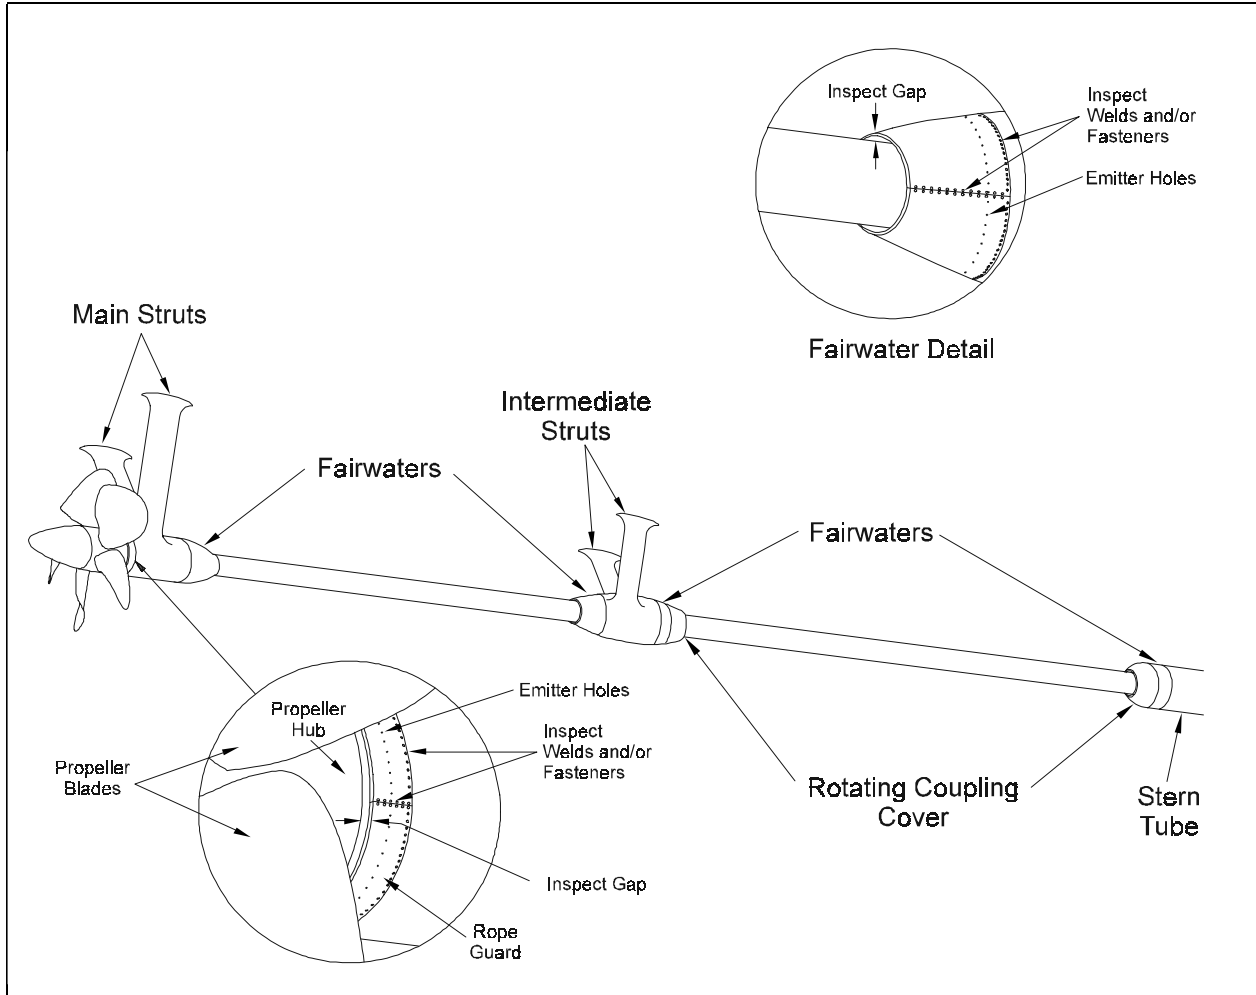 Inspect Gap
Inspect
Welds and/or
Fasteners
Emitter Holes
Fairwater Detail
Main Struts
Intermediate
Struts
Fairwaters
Fairwaters
Emitter Holes
Propeller
Hub
Inspect
Welds and/or
Fasteners
Propeller
Blades
Rotating Coupling
Cover
Stern
Tube
Inspect Gap
Rope
Guard